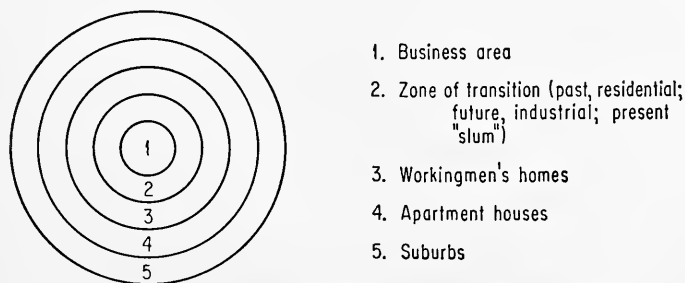 1
2
3
4
5
1. Business area
2. Zone of transition (past, residential;
future, industrial; present
"slum")
3. Workingmen's homes
4. Apartment houses
5. Suburbs